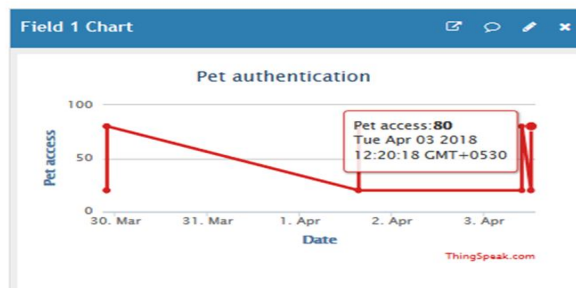 Field 1 Chart
Pet authentication
100
50
0
Pet access
Pet access:80
Tue Apr 03 2018
12:20:18 GMT+0530
30. Mar 31. Mar 1. Apr 2. Apr 3. Apr
Date
ThingSpeak.com